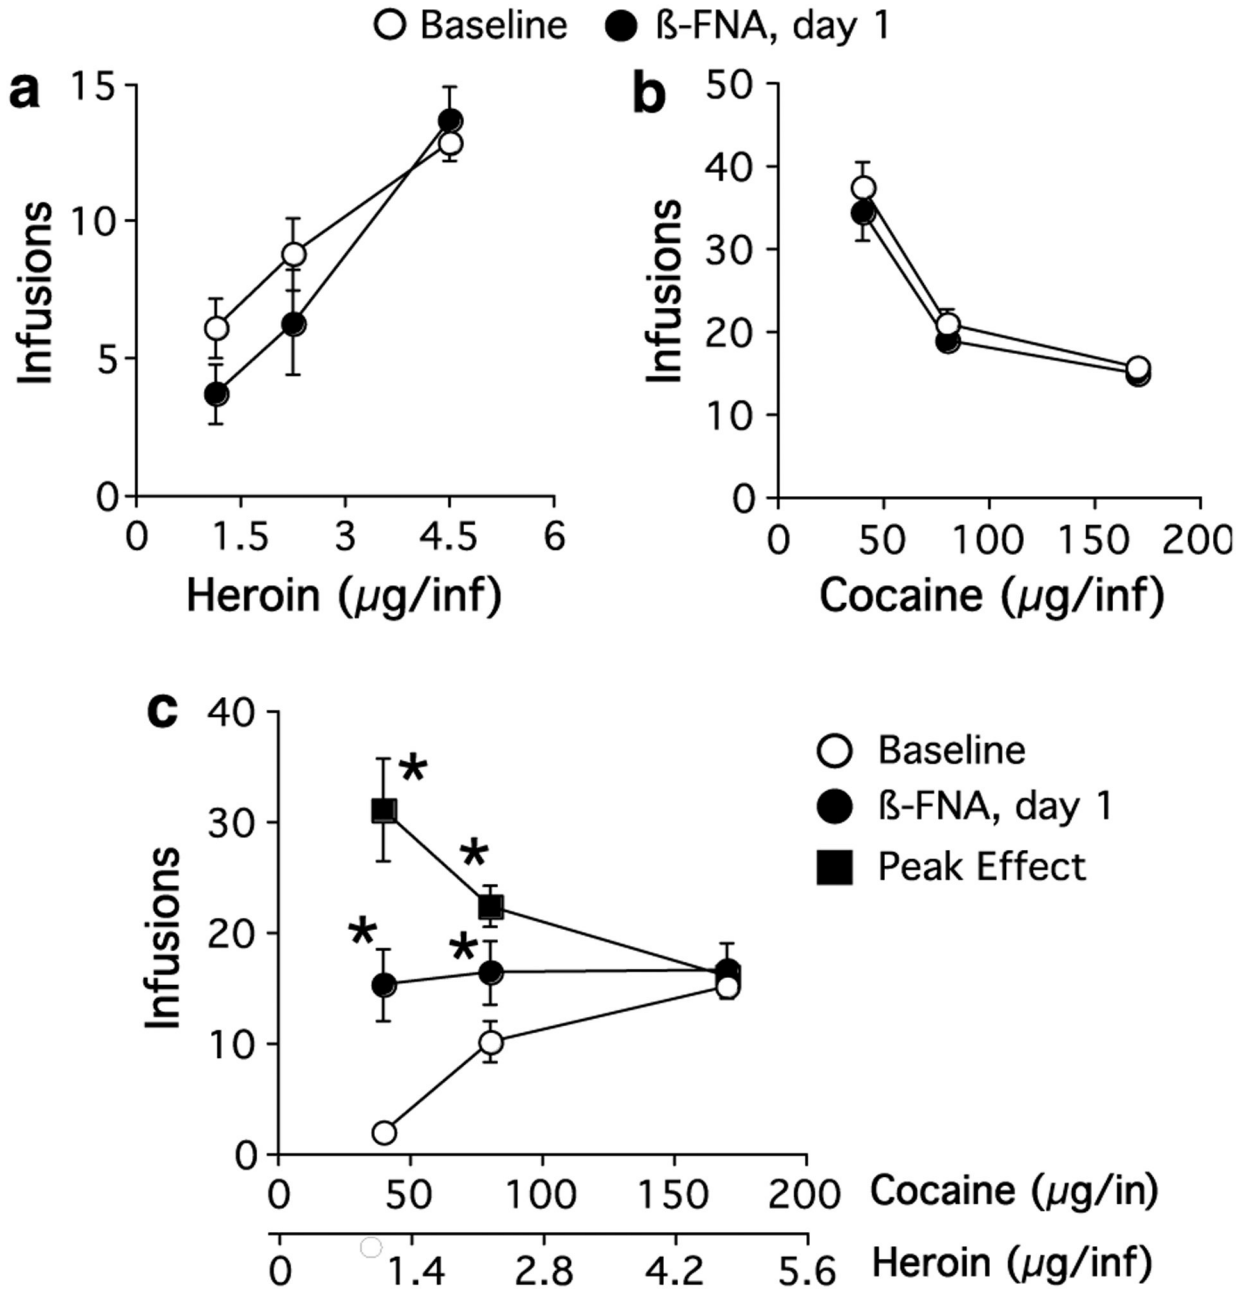 Baseline ß-FNA, day 1
a
15
10
5
0
Infusions
0 1.5 3 4.5 6
Heroin (µg/inf)
b
50
40
30
20
10
0
Infusions
0 50 100 150 200
Cocaine (µg/inf)
c
40
30
20
10
0
Infusions
*
*
*
*
Baseline
ß-FNA, day 1
Peak Effect
0 50 100 150 200 Cocaine (µg/in)
0 1.4 2.8 4.2 5.6 Heroin (µg/inf)